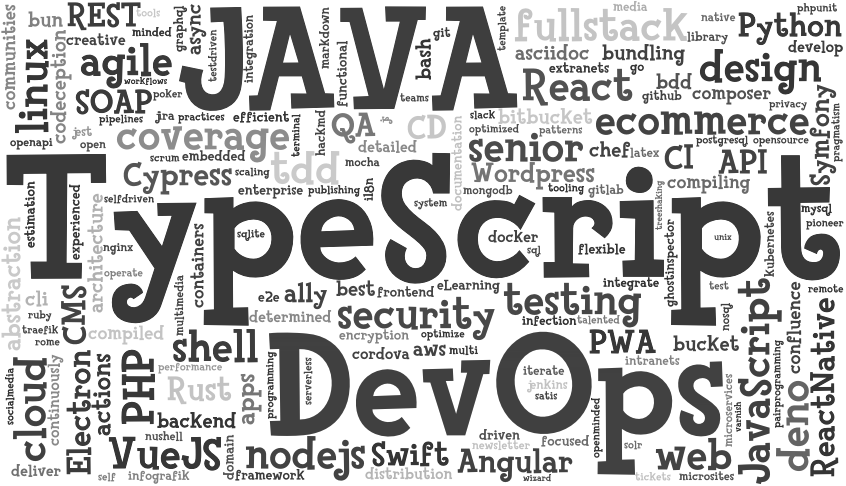 communities
bun
REST
tools
graphql
async
JAVA
testdriven
integration
markdown
functional
bash
git
template
fullstack
media
native
library
phpunit
Python
develop
creative
minded
linux
codeception
agile
workflows
SOAP
poker
teams
asciidoc
bundling
extranets
go
React
github
bdd
composer
design
privacy
openapi
jest
open
pipelines
jira
practices
efficient
coverage
terminal
hackmd
QA
CD
detailed
documentation
slack
optimized
bitbucket
patterns
ecommerce
Symfony
pragmatism
scrum
embedded
Cypress
scaling
tdd
mocha
i18n
enterprise
publishing
senior
chef
latex
Wordpress
mongodb
tooling
gitlab
CI
postgresql
opensource
API
compiling
TypeScript
estimation
experienced
selfdriven
architecture
nginx
operate
containers
sqlite
system
docker
sql
flexible
treeshaking
ghostinspector
unix
kubernetes
mysql
pioneer
abstraction
cli
ruby
traefik
rome
CMS
compiled
multimedia
e2e
a11y
best
frontend
eLearning
determined
security
encryption
optimize
testing
infection
talented
integrate
test
nosql
remote
confluence
JavaScript
ReactNative
cloud
socialmedia
continuously
Electron
actions
PHP
shell
performance
Rust
apps
programming
serverless
cordova
aws
multi
PWA
intranets
bucket
DevOps
iterate
jenkins
satis
openminded
microservices
varnish
pairprogramming
deno
backend
nushell
VueJS
domain
nodejs
framework
Swift
driven
newsletter
focused
Angular
wizard
solr
web
tickets
microsites
deliver
self
infografik
distribution